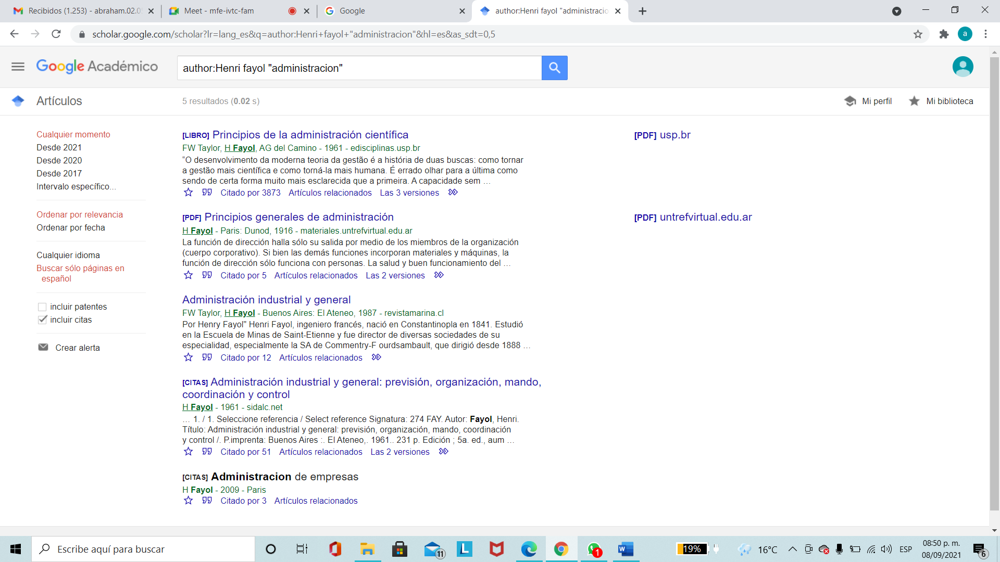 Recibidos (1.253) - abraham.02.0
Meet - mfe-ivtc-fam
Google
author:Henri fayol "administracio
scholar.google.com/scholar?lr=lang_es&q=author:Henri+fayol+"administracion"&hl=es&as_sdt=0,5
a
Google Académico
author:Henri fayol "administracion"
Artículos
5 resultados (0.02 s)
Mi perfil
Mi biblioteca
Cualquier momento
Desde 2021
Desde 2020
Desde 2017
Intervalo específico...
Ordenar por relevancia
Ordenar por fecha
Cualquier idioma
Buscar sólo páginas en
español
incluir patentes
incluir citas
Crear alerta
[LIBRO] Principios de la administración científica
FW Taylor, H Fayol, AG del Camino - 1961 - edisciplinas.usp.br
“O desenvolvimento da moderna teoria da gestão é a história de duas buscas: como tornar
a gestão mais científica e como torná-la mais humana. É errado olhar para a última como
sendo de certa forma muito mais esclarecida que a primeira. A capacidade sem …
Citado por 3873 Artículos relacionados Las 3 versiones
[PDF] usp.br
[PDF] Principios generales de administración
H Fayol - Paris: Dunod, 1916 - materiales.untrefvirtual.edu.ar
La función de dirección halla sólo su salida por medio de los miembros de la organización
(cuerpo corporativo). Si bien las demás funciones incorporan materiales y máquinas, la
función de dirección sólo funciona con personas. La salud y buen funcionamiento del …
Citado por 5 Artículos relacionados Las 2 versiones
[PDF] untrefvirtual.edu.ar
Administración industrial y general
FW Taylor, H Fayol - Buenos Aires: El Ateneo, 1987 - revistamarina.cl
Por Henry Fayol" Henri Fayol, ingeniero francés, nació en Constantinopla en 1841. Estudió
en la Escuela de Minas de Saint-Etienne y fue director de diversas sociedades de su
especialidad, especialmente la SA de Commentry-F ourdsambault, que dirigió desde 1888 …
Citado por 12 Artículos relacionados
[CITAS] Administración industrial y general: previsión, organización, mando,
coordinación y control
H Fayol - 1961 - sidalc.net
… 1. / 1. Seleccione referencia / Select reference Signatura: 274 FAY. Autor: Fayol, Henri.
Título: Administración industrial y general: previsión, organización, mando, coordinación
y control /. P.imprenta: Buenos Aires :. El Ateneo,. 1961.. 231 p. Edición ; 5a. ed., aum …
Citado por 51 Artículos relacionados Las 2 versiones
[CITAS] Administracion de empresas
H Fayol - 2009 - Paris
Citado por 3 Artículos relacionados
Escribe aquí para buscar
11
L
1
W
19%
16°C
ESP
08:50 p. m.
08/09/2021
6